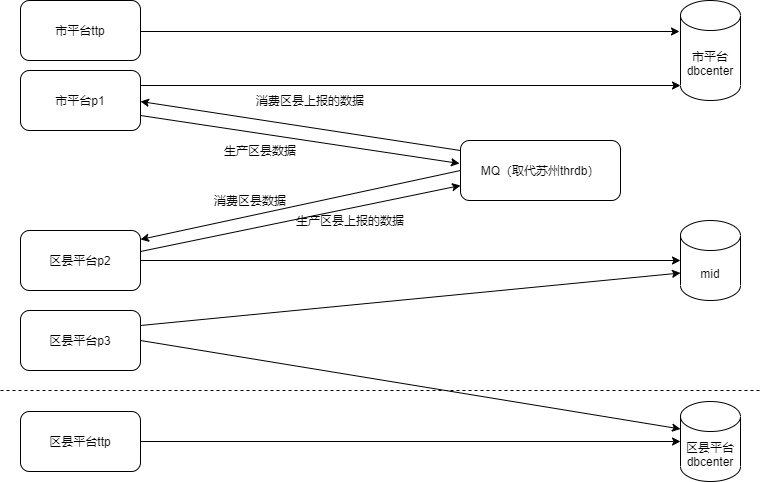 市平台ttp
市平台
dbcenter
市平台p1
消费区县上报的数据
生产区县数据
MQ（取代苏州thrdb）
消费区县数据
生产区县上报的数据
区县平台p2
mid
区县平台p3
区县平台ttp
区县平台
dbcenter